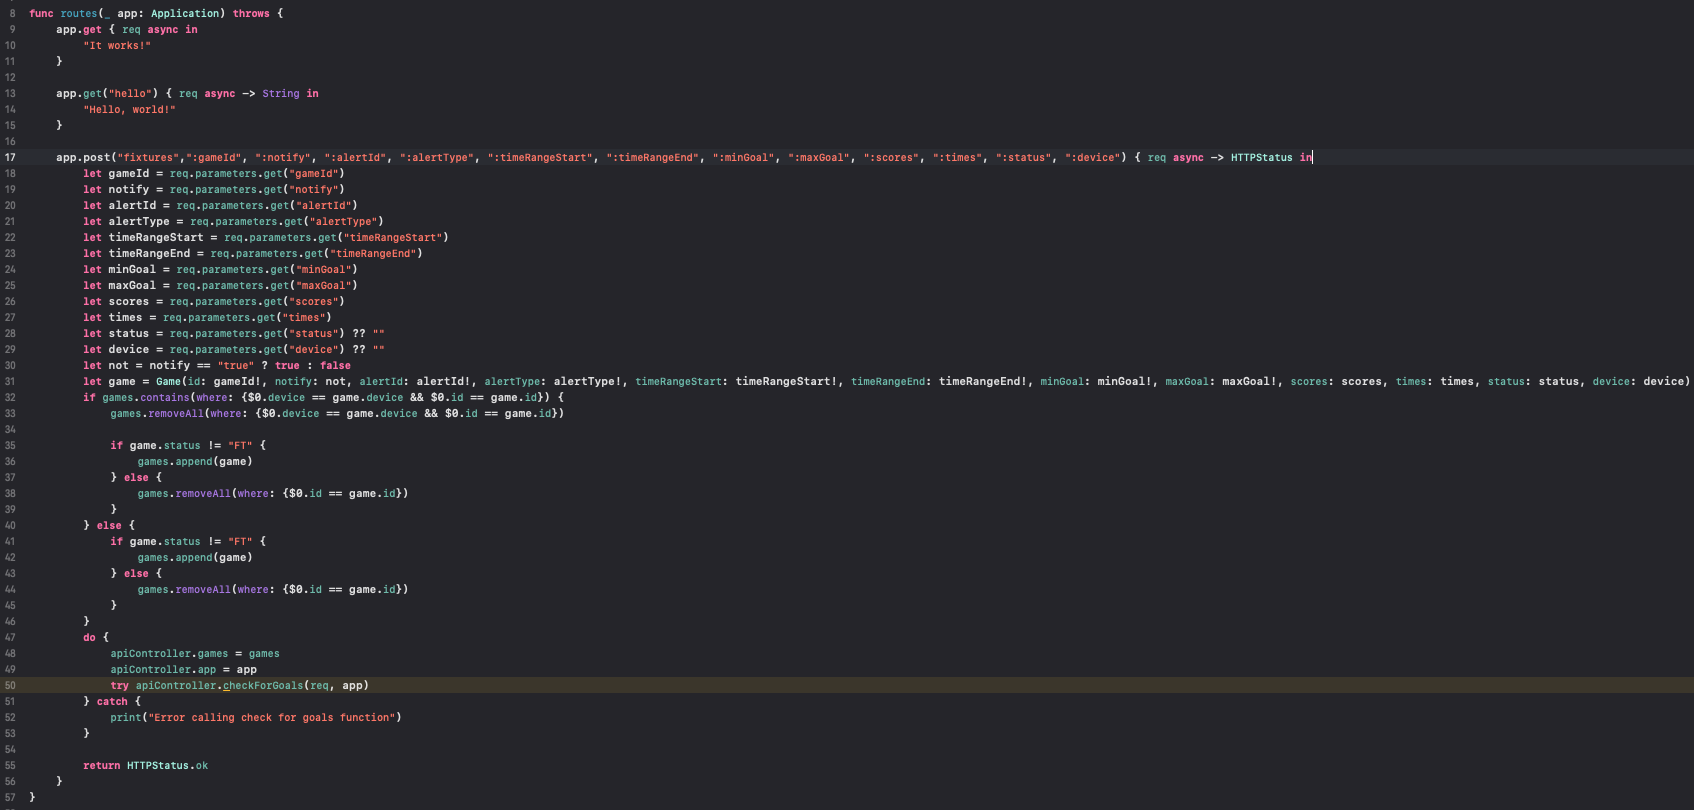 8 func routes(_ app: Application) throws {
9 app.get { req async in
10 "It works!"
11 }
12
13 app.get("hello") { req async -> String in
14 "Hello, world!"
15 }
16
17 app.post("fixtures",":gameId", ":notify", ":alertId", ":alertType", ":timeRangeStart", ":timeRangeEnd", ":minGoal", ":maxGoal", ":scores", ":times", ":status", ":device") { req async -> HTTPStatus in
18 let gameId = req.parameters.get("gameId")
19 let notify = req.parameters.get("notify")
20 let alertId = req.parameters.get("alertId")
21 let alertType = req.parameters.get("alertType")
22 let timeRangeStart = req.parameters.get("timeRangeStart")
23 let timeRangeEnd = req.parameters.get("timeRangeEnd")
24 let minGoal = req.parameters.get("minGoal")
25 let maxGoal = req.parameters.get("maxGoal")
26 let scores = req.parameters.get("scores")
27 let times = req.parameters.get("times")
28 let status = req.parameters.get("status") ?? ""
29 let device = req.parameters.get("device") ?? ""
30 let not = notify == "true" ? true : false
31 let game = Game(id: gameId!, notify: not, alertId: alertId!, alertType: alertType!, timeRangeStart: timeRangeStart!, timeRangeEnd: timeRangeEnd!, minGoal: minGoal!, maxGoal: maxGoal!, scores: scores, times: times, status: status, device: device)
32 if games.contains(where: {$0.device == game.device && $0.id == game.id}) {
33 games.removeAll(where: {$0.device == game.device && $0.id == game.id})
34
35 if game.status != "FT" {
36 games.append(game)
37 } else {
38 games.removeAll(where: {$0.id == game.id})
39 }
40 } else {
41 if game.status != "FT" {
42 games.append(game)
43 } else {
44 games.removeAll(where: {$0.id == game.id})
45 }
46 }
47 do {
48 apiController.games = games
49 apiController.app = app
50 try apiController.checkForGoals(req, app)
51 } catch {
52 print("Error calling check for goals function")
53 }
54
55 return HTTPStatus.ok
56 }
57 }